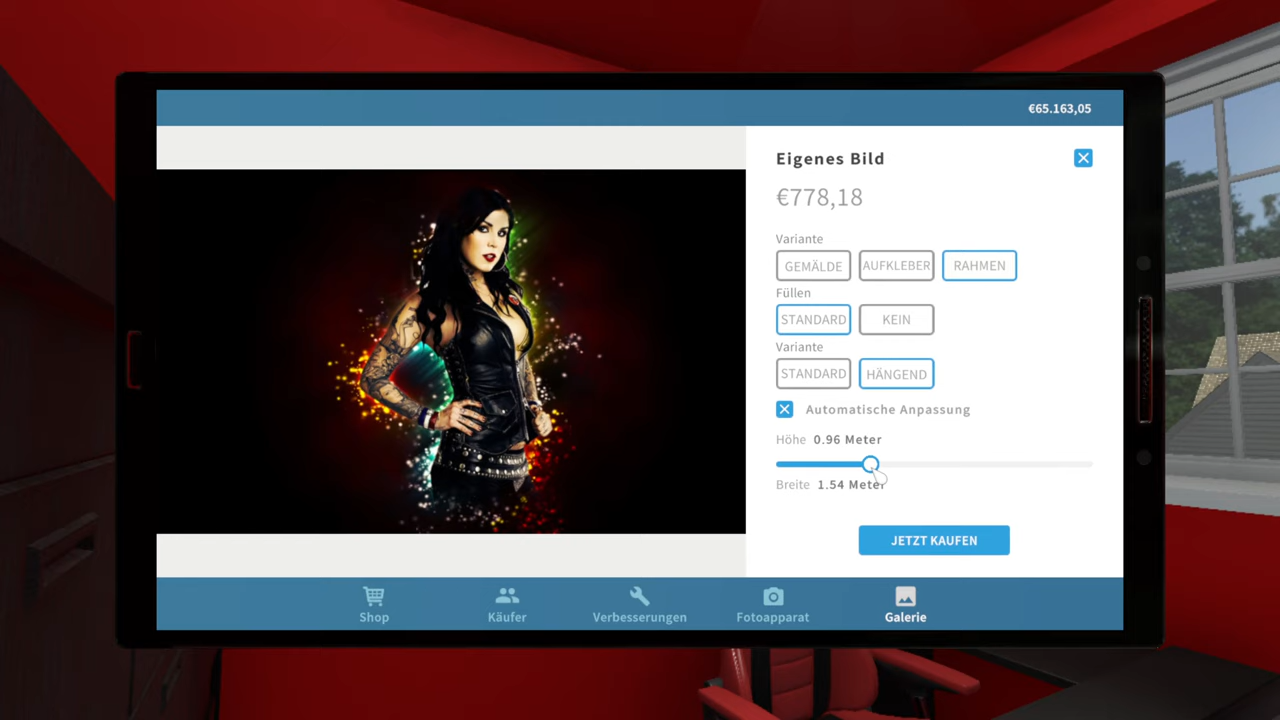 €65.163,05
Eigenes Bild
€778,18
Variante
GEMÄLDE AUFKLEBER RAHMEN
Füllen
STANDARD KEIN
Variante
STANDARD HÄNGEND
Automatische Anpassung
Höhe 0.96 Meter
Breite 1.54 Meter
JETZT KAUFEN
Shop Käufer Verbesserungen Fotoapparat Galerie